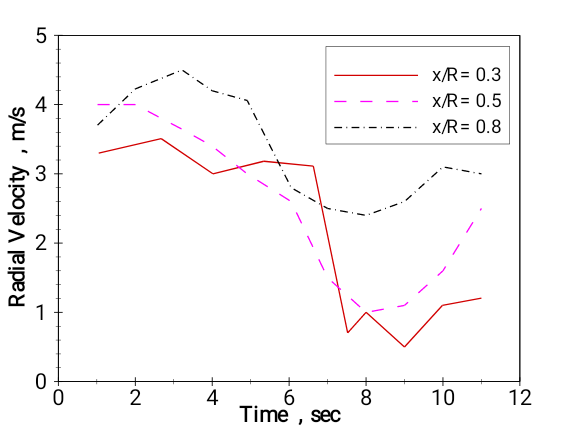 5
4
3
2
1
0
Radial Velocity , m/s
x/R= 0.3
x/R= 0.5
x/R= 0.8
0 2 4 6 8 10 12
Time , sec